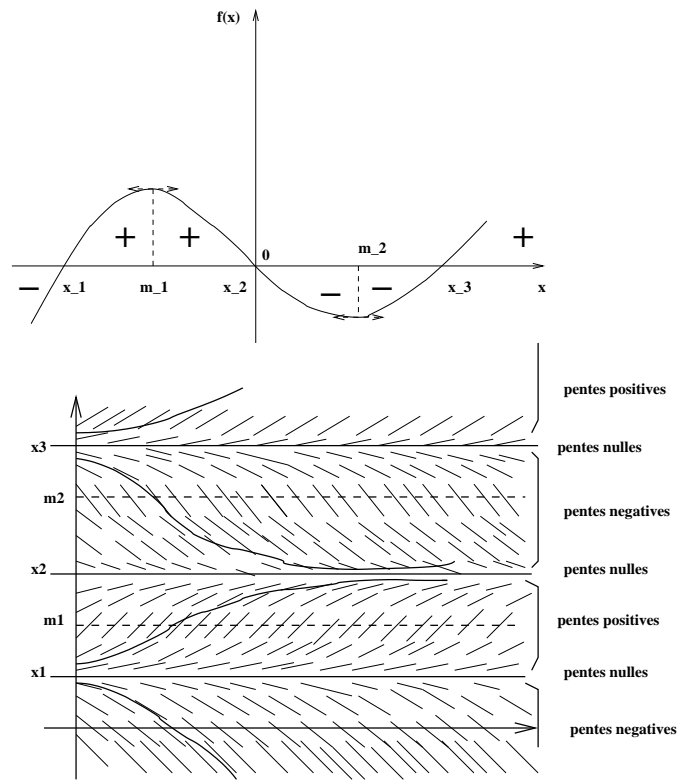 f(x)
+ + +
0
m_2
− x_1 m_1 x_2 − − x_3 x
pentes positives
x3 pentes nulles
m2
pentes negatives
x2 pentes nulles
m1 pentes positives
x1 pentes nulles
pentes negatives